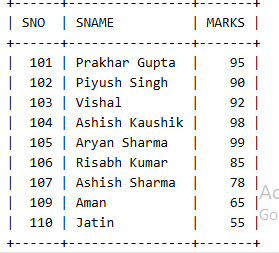 +------+----------------+-------+
| SNO | SNAME | MARKS |
+------+----------------+-------+
| 101 | Prakhar Gupta | 95 |
| 102 | Piyush Singh | 90 |
| 103 | Vishal | 92 |
| 104 | Ashish Kaushik | 98 |
| 105 | Aryan Sharma | 99 |
| 106 | Risabh Kumar | 85 |
| 107 | Ashish Sharma | 78 |
| 109 | Aman | 65 |
| 110 | Jatin | 55 |
+------+----------------+-------+
Go